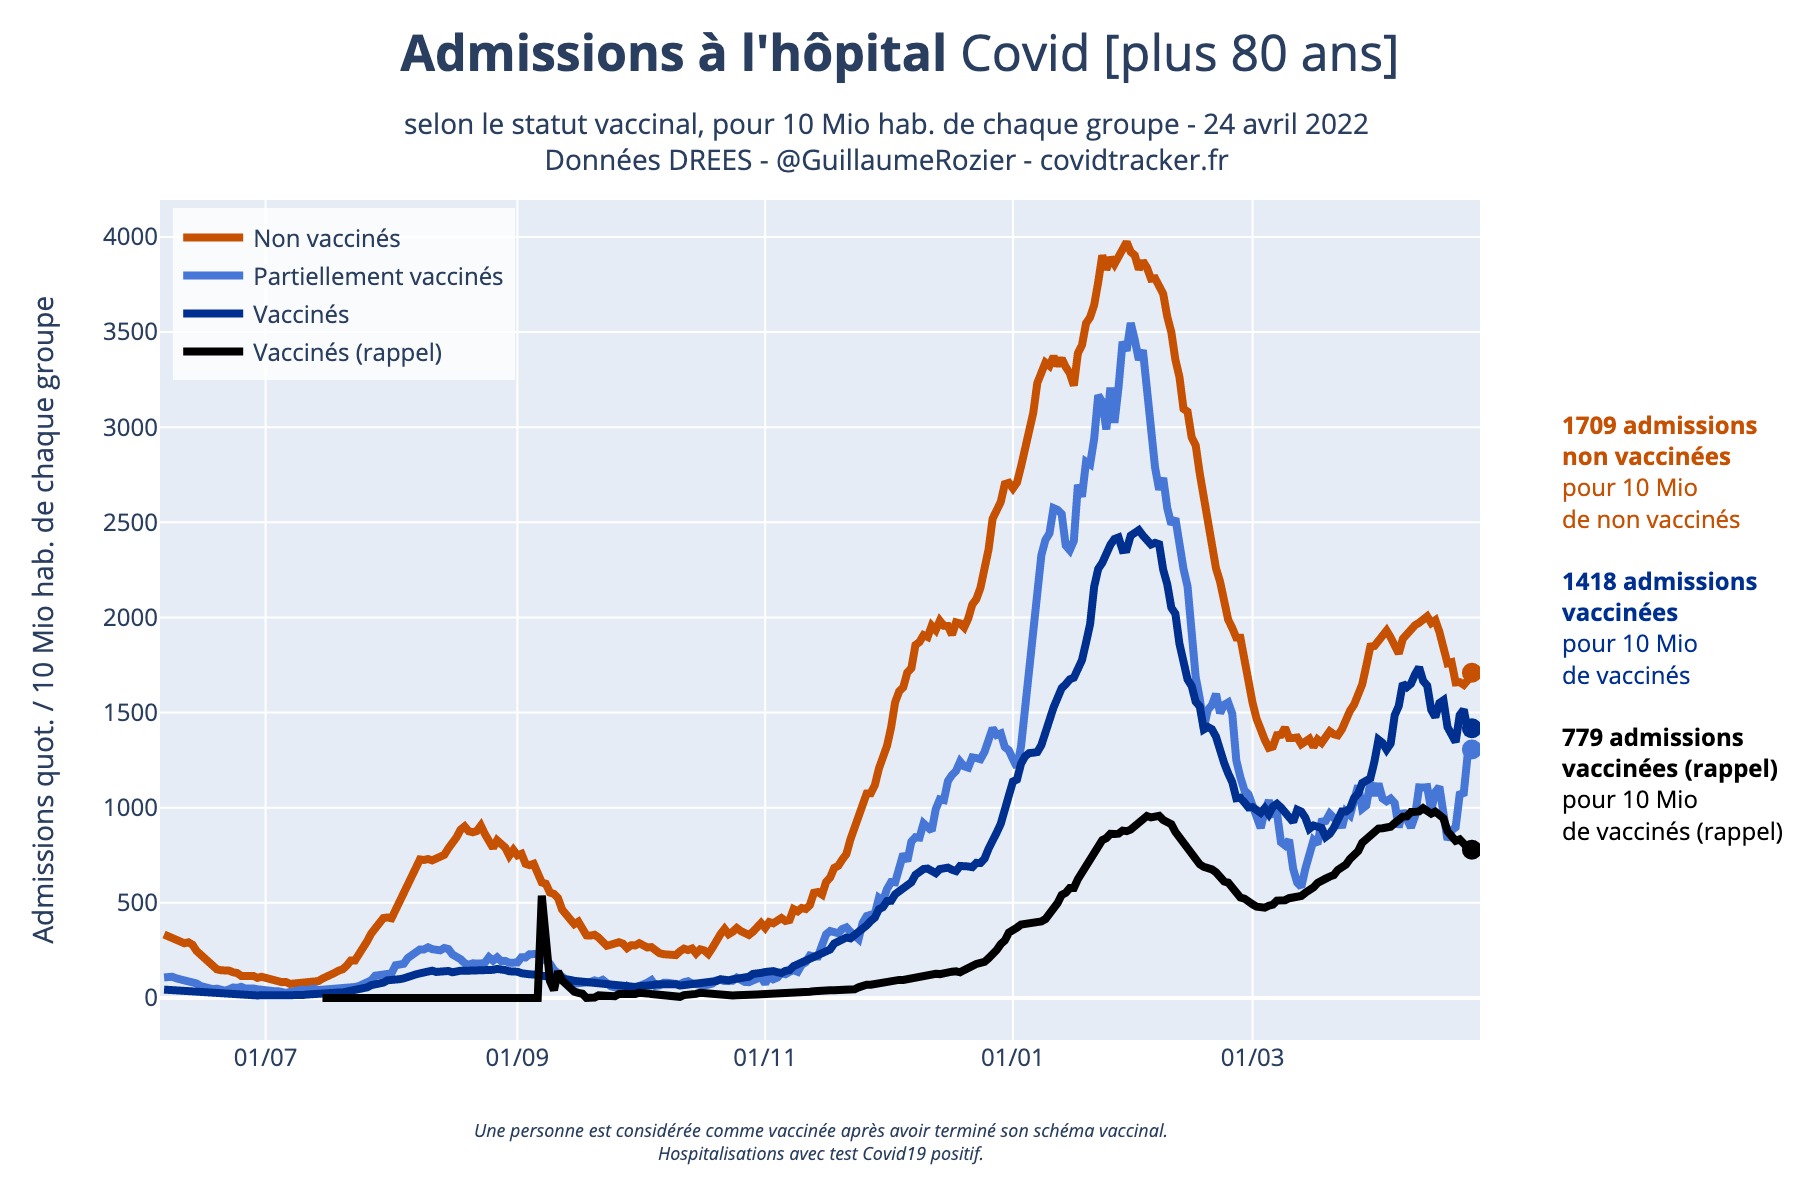 Admissions à l'hôpital Covid [plus 80 ans]
selon le statut vaccinal, pour 10 Mio hab. de chaque groupe - 24 avril 2022
Données DREES - @GuillaumeRozier - covidtracker.fr
Admissions quot. / 10 Mio hab. de chaque groupe
4000
3500
3000
2500
2000
1500
1000
500
0
Non vaccinés
Partiellement vaccinés
Vaccinés
Vaccinés (rappel)
01/07
01/09
01/11
01/01
01/03
1709 admissions
non vaccinées
pour 10 Mio
de non vaccinés
1418 admissions
vaccinées
pour 10 Mio
de vaccinés
779 admissions
vaccinées (rappel)
pour 10 Mio
de vaccinés (rappel)
Une personne est considérée comme vaccinée après avoir terminé son schéma vaccinal.
Hospitalisations avec test Covid19 positif.